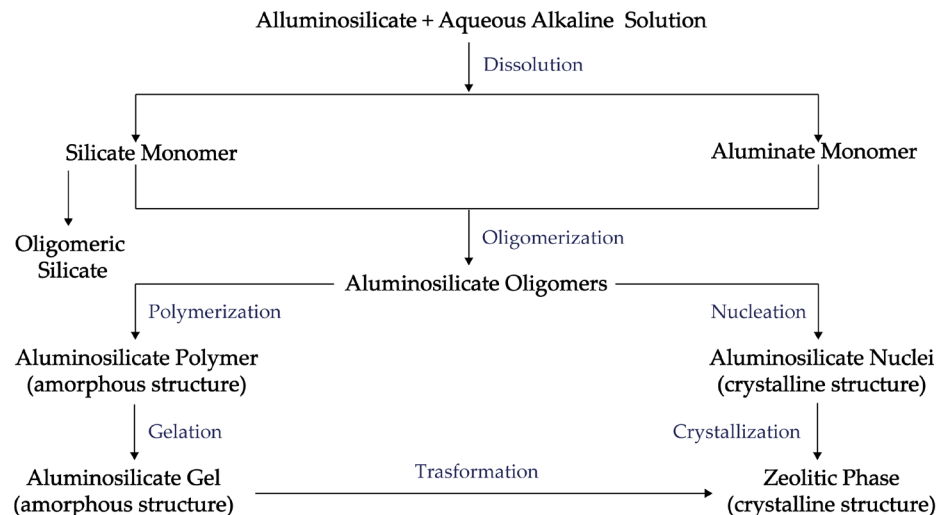 Alluminosilicate + Aqueous Alkaline Solution
Dissolution
Silicate Monomer
Aluminate Monomer
Oligomeric
Silicate
Oligomerization
Aluminosilicate Oligomers
Polymerization
Nucleation
Aluminosilicate Polymer
(amorphous structure)
Aluminosilicate Nuclei
(crystalline structure)
Gelation
Crystallization
Aluminosilicate Gel
(amorphous structure)
Trasformation
Zeolitic Phase
(crystalline structure)